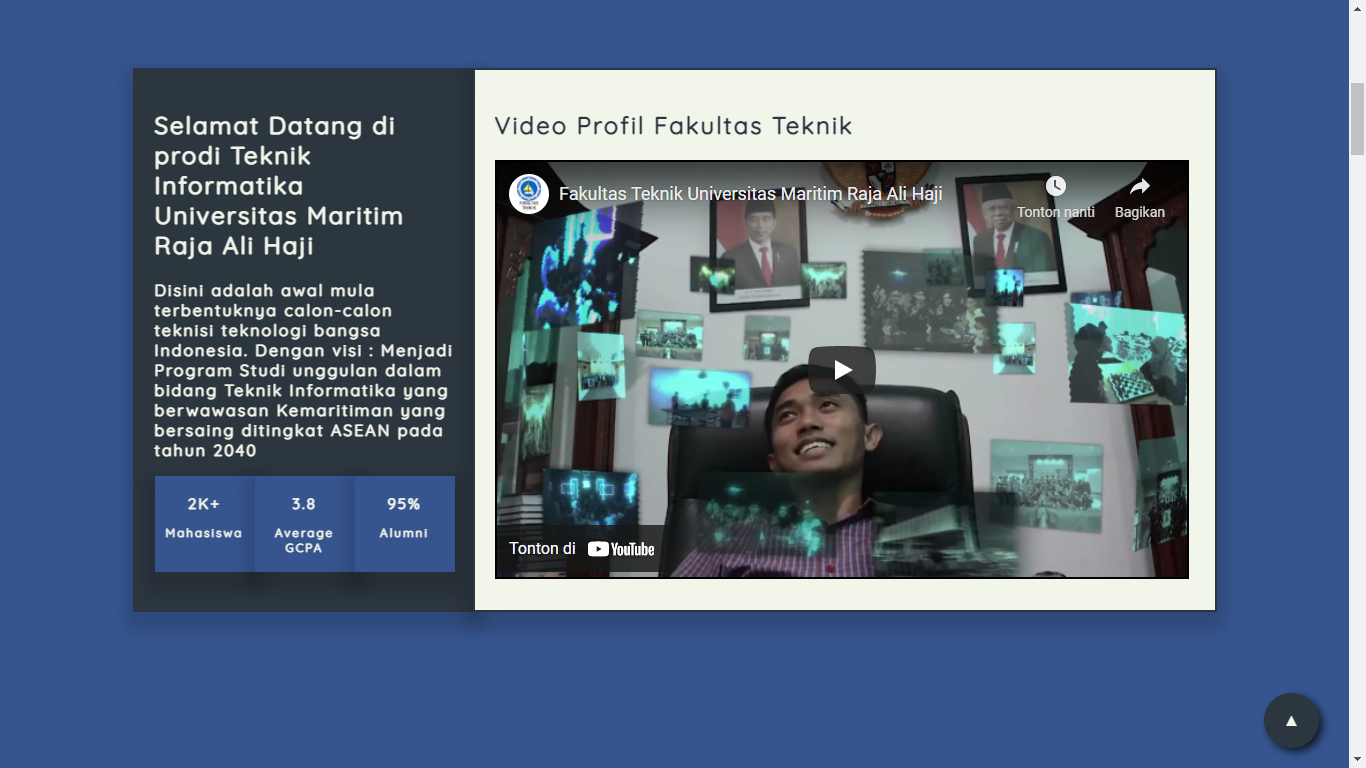 Selamat Datang di
prodi Teknik
Informatika
Universitas Maritim
Raja Ali Haji
Disini adalah awal mula
terbentuknya calon-calon
teknisi teknologi bangsa
Indonesia. Dengan visi : Menjadi
Program Studi unggulan dalam
bidang Teknik Informatika yang
berwawasan Kemaritiman yang
bersaing ditingkat ASEAN pada
tahun 2040
2K+
Mahasiswa
3.8
Average
GCPA
95%
Alumni
Video Profil Fakultas Teknik
Fakultas Teknik Universitas Maritim Raja Ali Haji
Tonton nanti
Bagikan
Tonton di YouTube